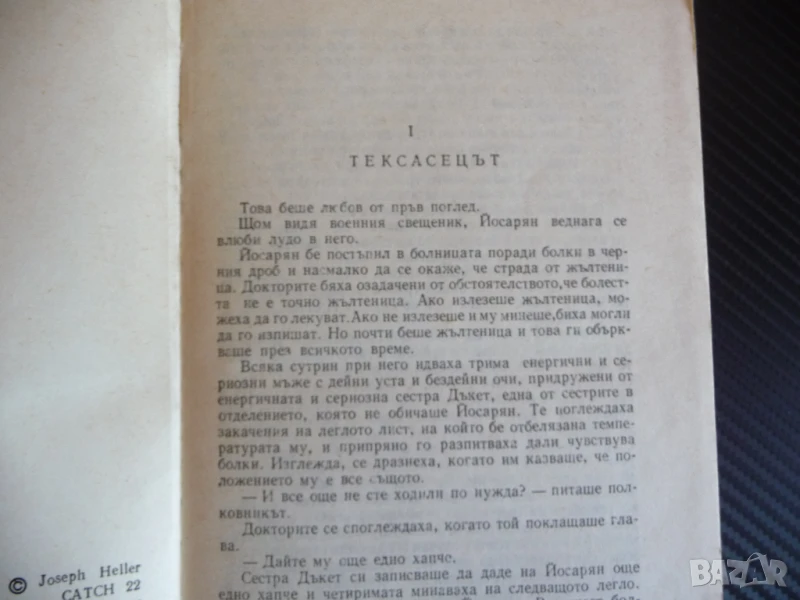 I
ТЕКСАСЕЦЪТ
Това беше любов от пръв поглед.
Щом видя военния свещеник, Йосарян веднага се
влюби лудо в него.
Йосарян бе постъпил в болницата поради болки в чер-
ния дроб и насмалко да се окаже, че страда от жълтени-
ца. Докторите бяха озадачени от обстоятелството, че болест-
та не е точно жълтеница. Ако излезеше жълтеница, мо-
жеха да го лекуват. Ако не излезеше и му минеше, биха могли
да го изпишат. Но почти беше жълтеница и това ги обърк-
ваше през всичкото време.
Всяка сутрин при него идваха трима енергични и се-
риозни мъже с дейни уста и бездейни очи, придружени от
енергичната и сериозна сестра Дъкет, една от сестрите в
отделението, която не обичаше Йосарян. Те поглеждаха
закачения на леглото лист, на който бе отбелязана темпе-
ратурата му, и припряно го разпитваха дали чувствува
болки. Изглежда, се дразнеха, когато им казваше, че по-
ложението му е все същото.
— И все още не сте ходили по нужда? — питаше пол-
ковникът.
Докторите се споглеждаха, когато той поклащаше гла-
ва.
— Дайте му още едно хапче.
Сестра Дъкет си записваше да даде на Йосарян още
едно хапче и четиримата минаваха на следващото легло.
© Joseph Heller
CATCH 22
BAZAR